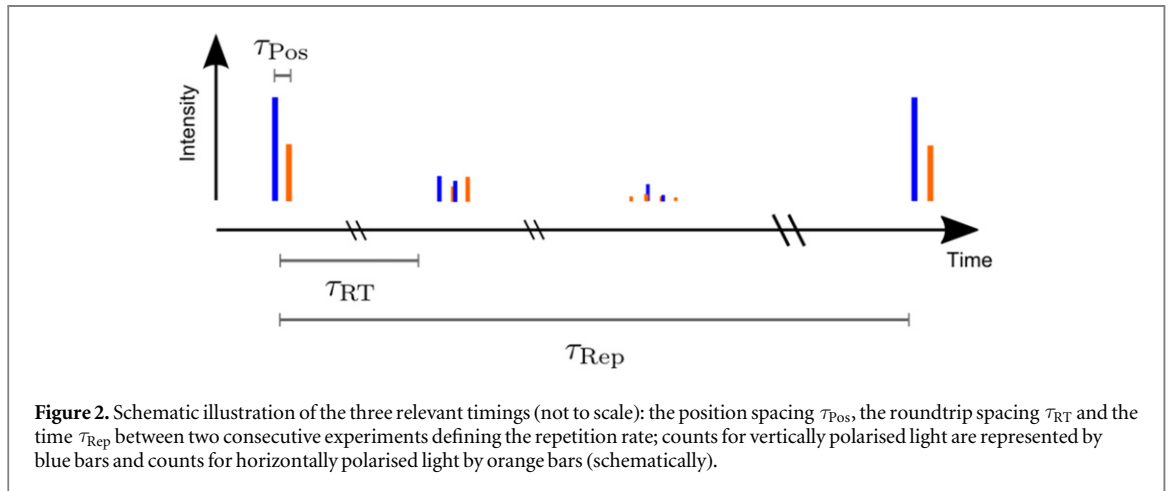 τPos
Intensity
Time
τRT
τRep
Figure 2. Schematic illustration of the three relevant timings (not to scale): the position spacing τPos, the roundtrip spacing τRT and the
time τRep between two consecutive experiments defining the repetition rate; counts for vertically polarised light are represented by
blue bars and counts for horizontally polarised light by orange bars (schematically).